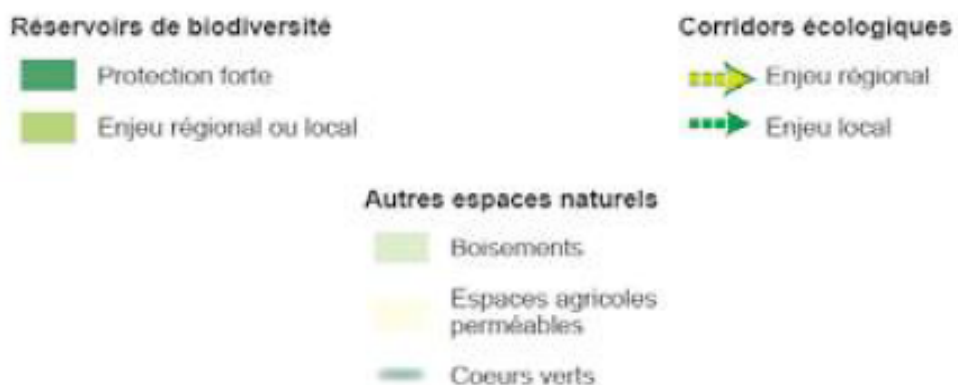 Réservoirs de biodiversité
Protection forte
Enjeu régional ou local
Corridors écologiques
Enjeu régional
Enjeu local
Autres espaces naturels
Boisements
Espaces agricoles
perméables
Coeurs verts